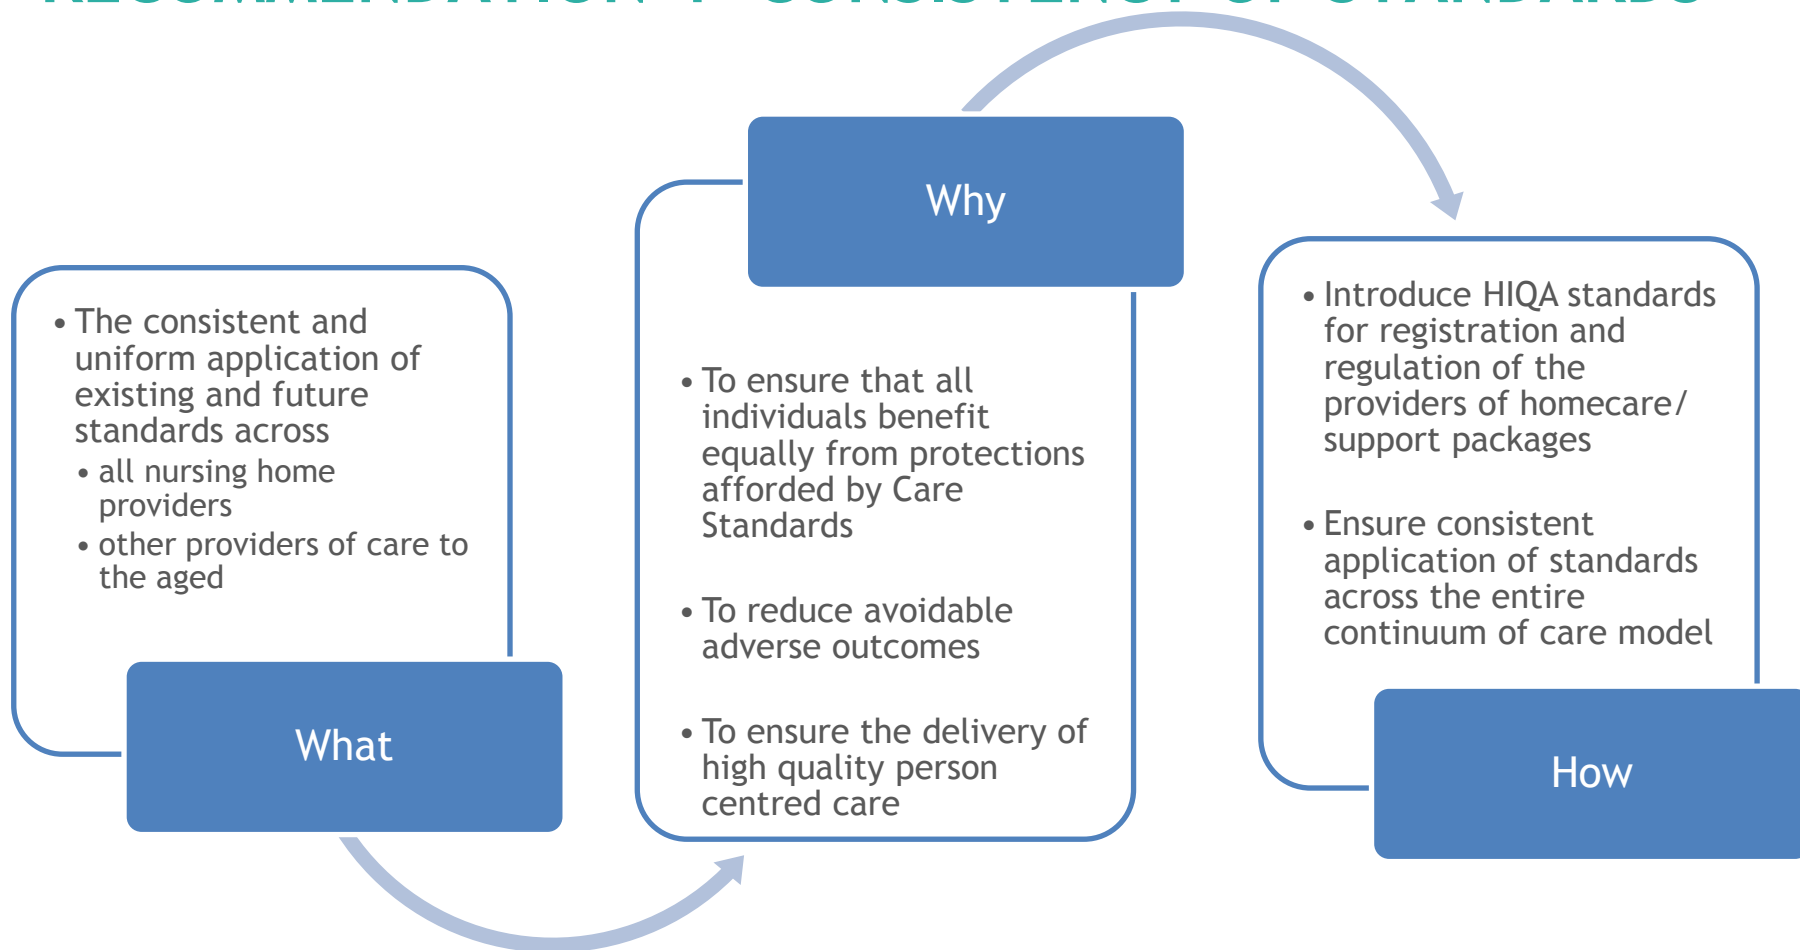 RECOMMENDATION
CONSISTENCY OF STANDARDS
• The consistent and
uniform application of
existing and future
standards across
• all nursing home
providers
• other providers of care to
the aged
What
Why
• To ensure that all
individuals benefit
equally from protections
afforded by Care
Standards
• To reduce avoidable
adverse outcomes
• To ensure the delivery of
high quality person
centred care
• Introduce HIQA standards
for registration and
regulation of the
providers of homecare/
support packages
• Ensure consistent
application of standards
across the entire
continuum of care model
How